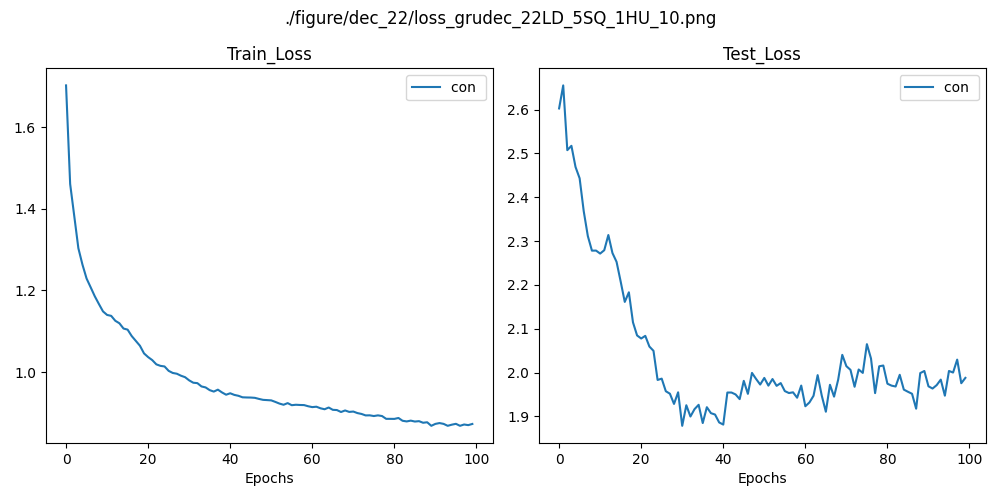 ./figure/dec_22/loss_grudec_22LD_5SQ_1HU_10.png
Train_Loss
con
1.6
1.4
1.2
1.0
0 20 40 60 80 100
Epochs
Test_Loss
con
2.6
2.5
2.4
2.3
2.2
2.1
2.0
1.9
0 20 40 60 80 100
Epochs